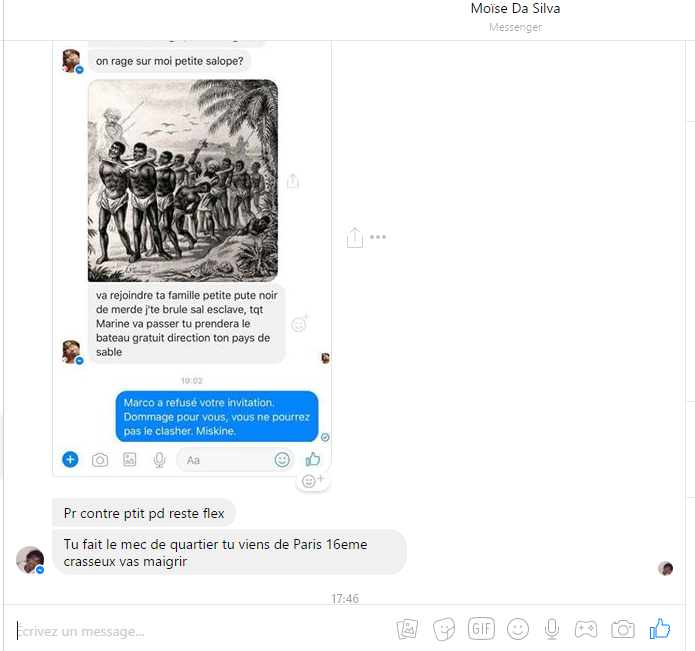 Moïse Da Silva
Messenger
on rage sur moi petite salope?
va rejoindre ta famille petite pute noir
de merde j'te brule sal esclave, tqt
Marine va passer tu prendera le
bateau gratuit direction ton pays de
sable
19:02
Marco a refusé votre invitation.
Dommage pour vous, vous ne pourrez
pas le clasher. Miskine.
Aa
Pr contre ptit pd reste flex
Tu fait le mec de quartier tu viens de Paris 16eme
crasseux vas maigrir
17:46
Écrivez un message...
GIF